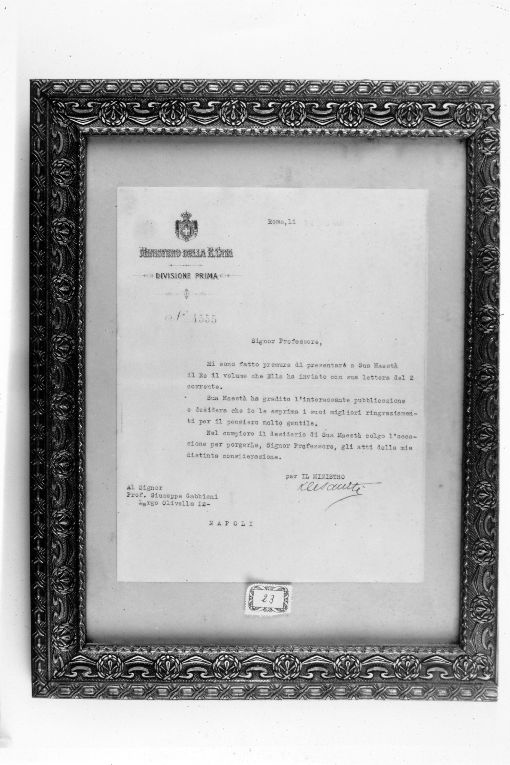 Roma, li
MINISTERO DELLA R. CASA
DIVISIONE PRIMA
N° 1355
Signor Professore,
Mi sono fatto premura di presentare a Sua Maestà
il Re il volume che Ella ha inviato con sua lettera del 2
corrente.
Sua Maestà ha gradito l'interessante pubblicazione
e desidera che io le esprima i suoi migliori ringraziamen-
ti per il pensiero molto gentile.
Nel compiere il desiderio di Sua Maestà colgo l'occa-
sione per porgerLe, Signor Professore, gli atti della mia
distinta considerazione.
per IL MINISTRO
Al Signor
Prof. Giuseppe Gabbiani
Largo Olivella 12-
NAPOLI
23